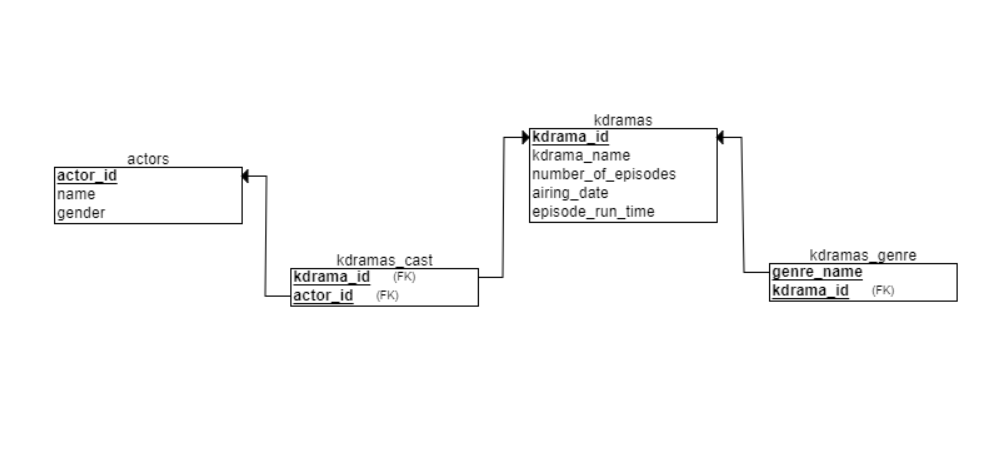 actors
actor_id
name
gender
kdramas_cast
kdrama_id (FK)
actor_id (FK)
kdramas
kdrama_id
kdrama_name
number_of_episodes
airing_date
episode_run_time
kdramas_genre
genre_name
kdrama_id (FK)